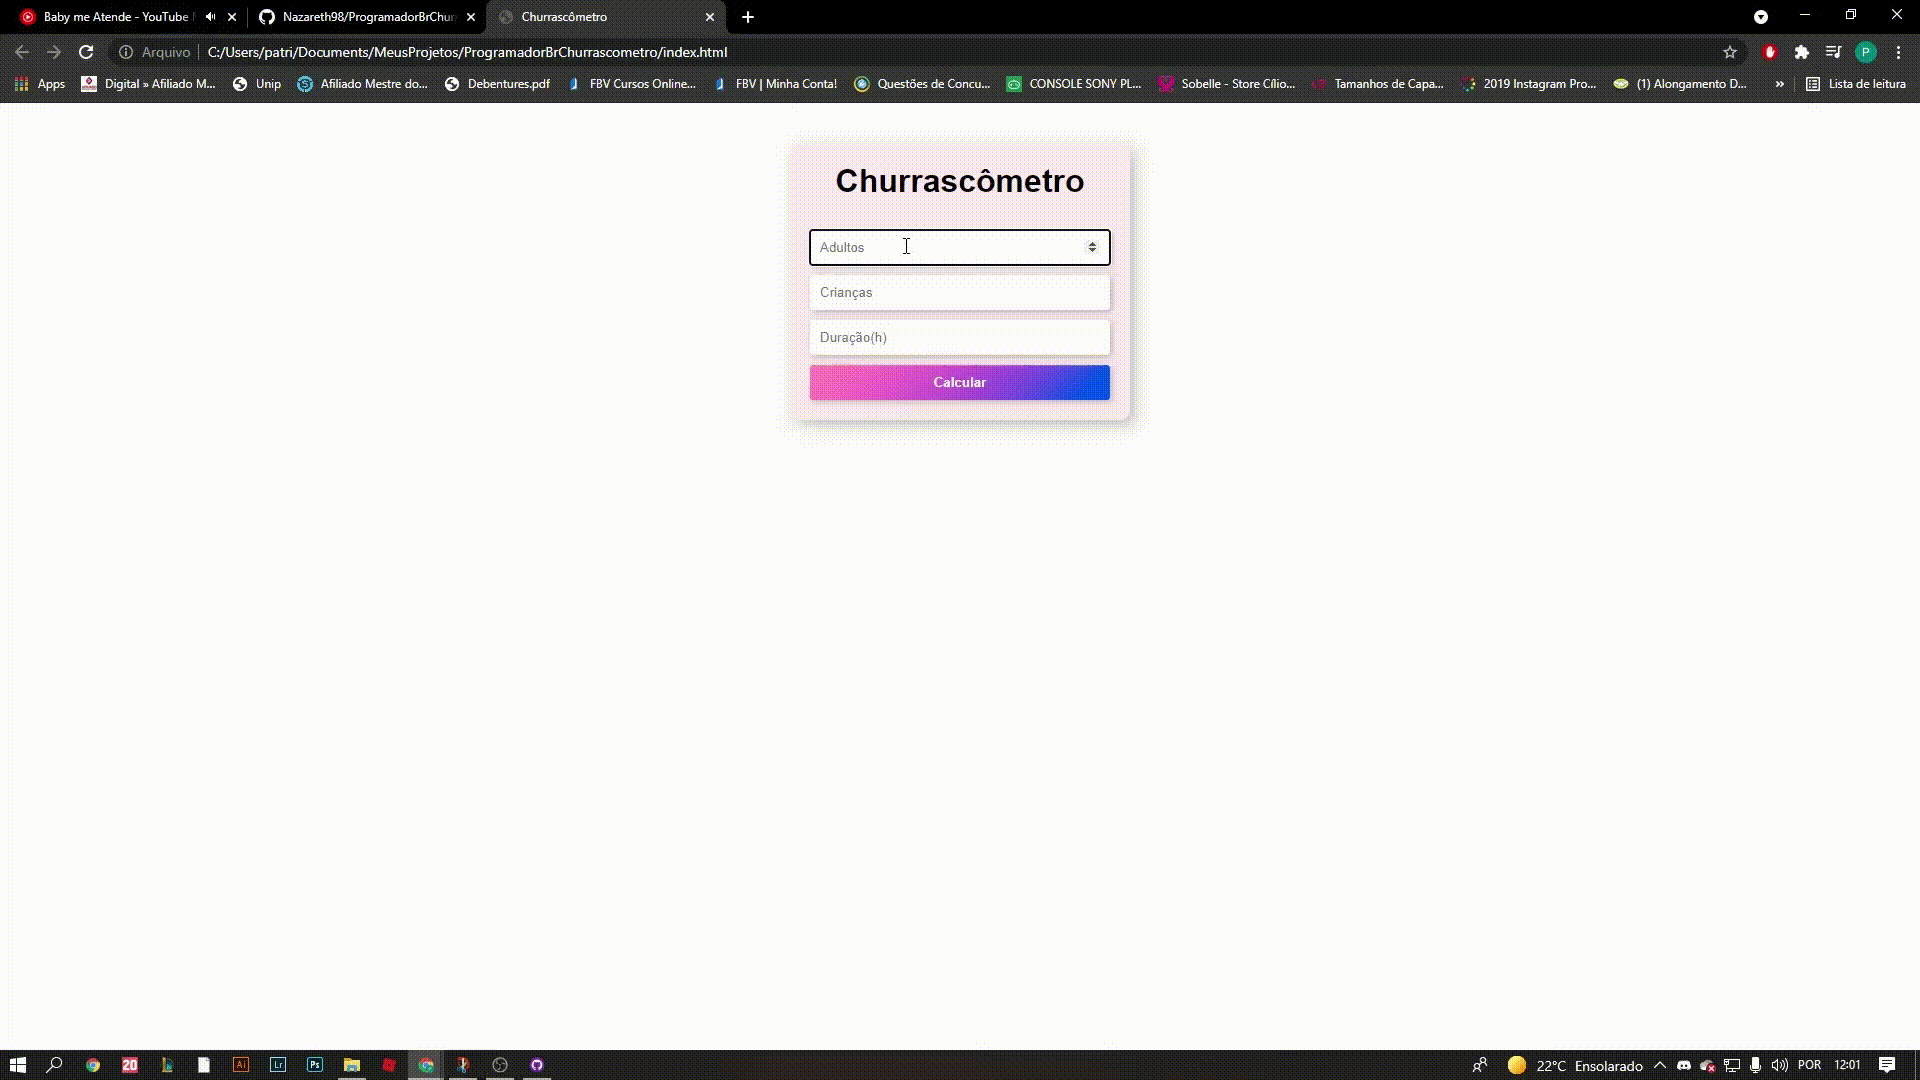 Baby me Atende - YouTube
Nazareth98/ProgramadorBrChur
Churrascômetro
Arquivo
C:/Users/patri/Documents/MeusProjetos/ProgramadorBrChurrascometro/index.html
P
Apps
Digital » Afiliado M...
Unip
Afiliado Mestre do...
Debentures.pdf
FBV Cursos Online...
FBV | Minha Conta!
Questões de Concu...
CONSOLE SONY PL...
Sobelle - Store Cílio...
Tamanhos de Capa...
2019 Instagram Pro...
(1) Alongamento D...
»
Lista de leitura
Churrascômetro
Adultos
Crianças
Duração(h)
Calcular
20
Ai
Lr
Ps
22°C Ensolarado
POR
12:01